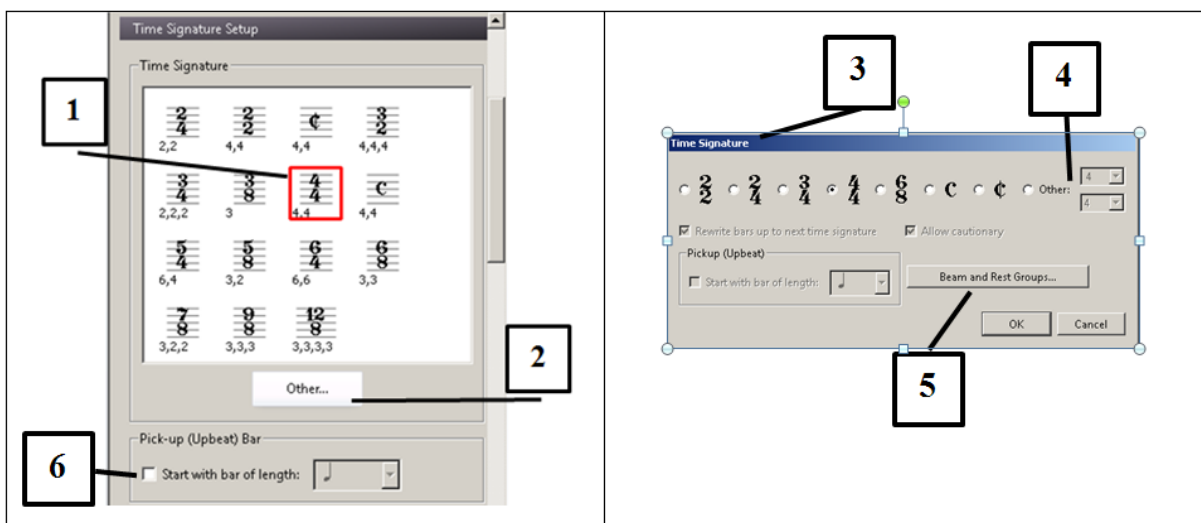 Time Signature Setup
Time Signature
1
2 2 ¢ 3
4 2 2
2,2 4,4 4,4 4,4,4
3 3 4 C
4 8 4
2,2,2 3 4,4 4,4
5 5 6 6
4 8 4 8
6,4 3,2 6,6 3,3
7 9 12
8 8 8
3,2,2 3,3,3 3,3,3,3
2
Other...
Pick-up (Upbeat) Bar
6
Start with bar of length:
3
4
Time Signature
2 2 3 4 6 C ¢ Other: 4
2 4 4 4 8 4
Rewrite bars up to next time signature Allow cautionary
Pickup (Upbeat)
Start with bar of length:
Beam and Rest Groups...
OK Cancel
5